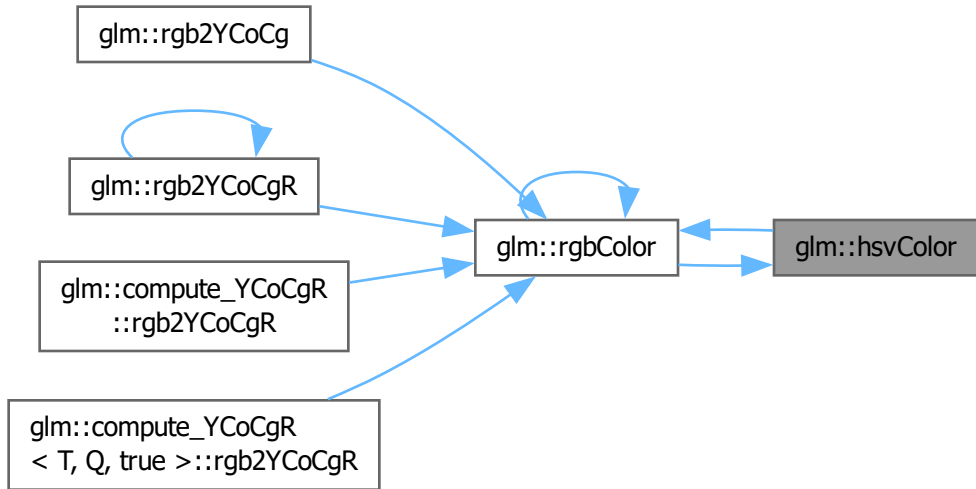 glm::rgb2YCoCg
glm::rgb2YCoCgR
glm::compute_YCoCgR
::rgb2YCoCgR
glm::compute_YCoCgR
< T, Q, true >::rgb2YCoCgR
glm::rgbColor
glm::hsvColor